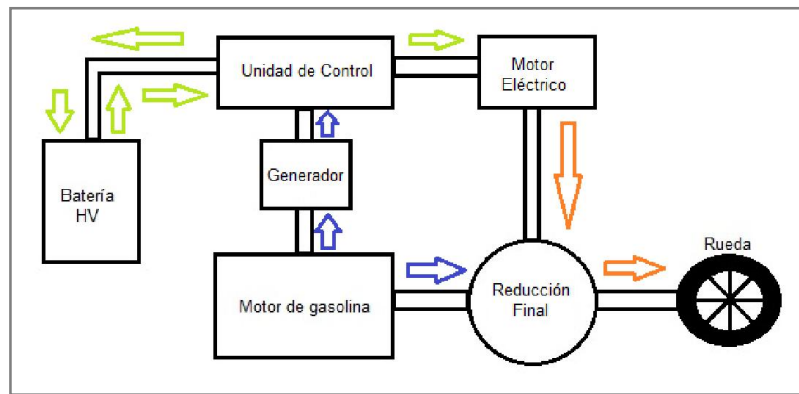 Unidad de Control
Motor
Eléctrico
Batería
HV
Generador
Motor de gasolina
Reducción
Final
Rueda